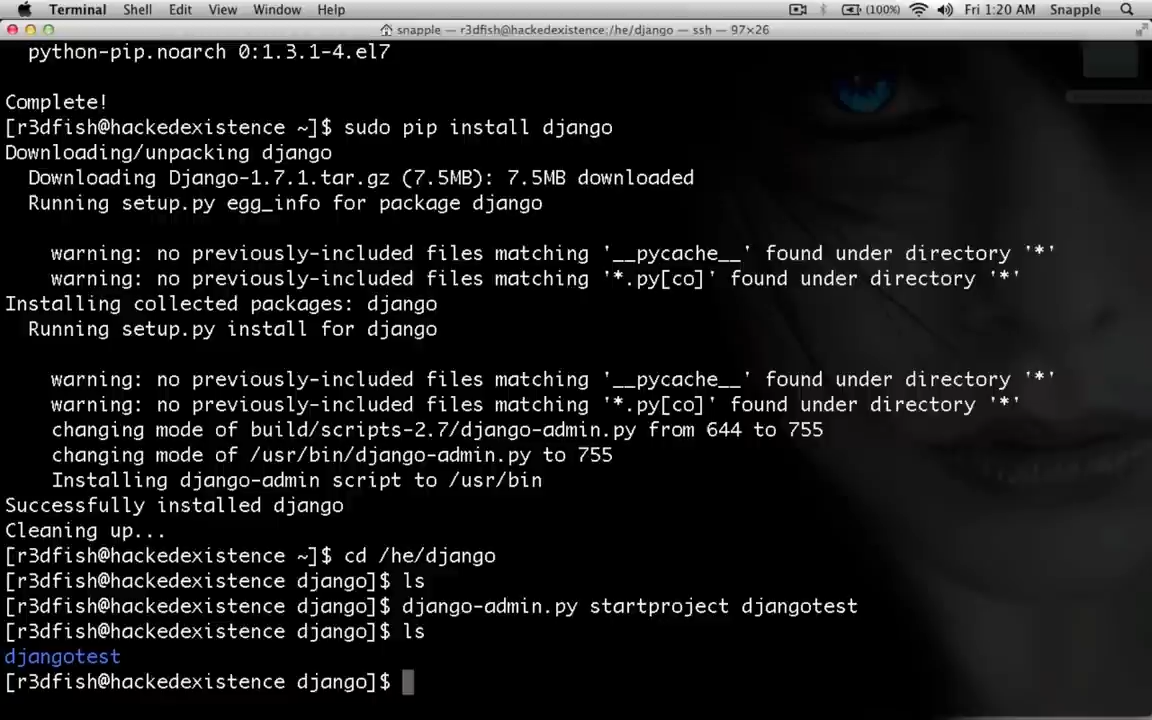 Terminal Shell Edit View Window Help (100%) Fri 1:20 AM Snapple
snapple — r3dfish@hackedexistence:/he/django — ssh — 97×26
python-pip.noarch 0:1.3.1-4.el7
Complete!
[r3dfish@hackedexistence ~]$ sudo pip install django
Downloading/unpacking django
Downloading Django-1.7.1.tar.gz (7.5MB): 7.5MB downloaded
Running setup.py egg_info for package django
warning: no previously-included files matching '__pycache__' found under directory '*'
warning: no previously-included files matching '*.py[co]' found under directory '*'
Installing collected packages: django
Running setup.py install for django
warning: no previously-included files matching '__pycache__' found under directory '*'
warning: no previously-included files matching '*.py[co]' found under directory '*'
changing mode of build/scripts-2.7/django-admin.py from 644 to 755
changing mode of /usr/bin/django-admin.py to 755
Installing django-admin script to /usr/bin
Successfully installed django
Cleaning up...
[r3dfish@hackedexistence ~]$ cd /he/django
[r3dfish@hackedexistence django]$ ls
[r3dfish@hackedexistence django]$ django-admin.py startproject djangotest
[r3dfish@hackedexistence django]$ ls
djangotest
[r3dfish@hackedexistence django]$